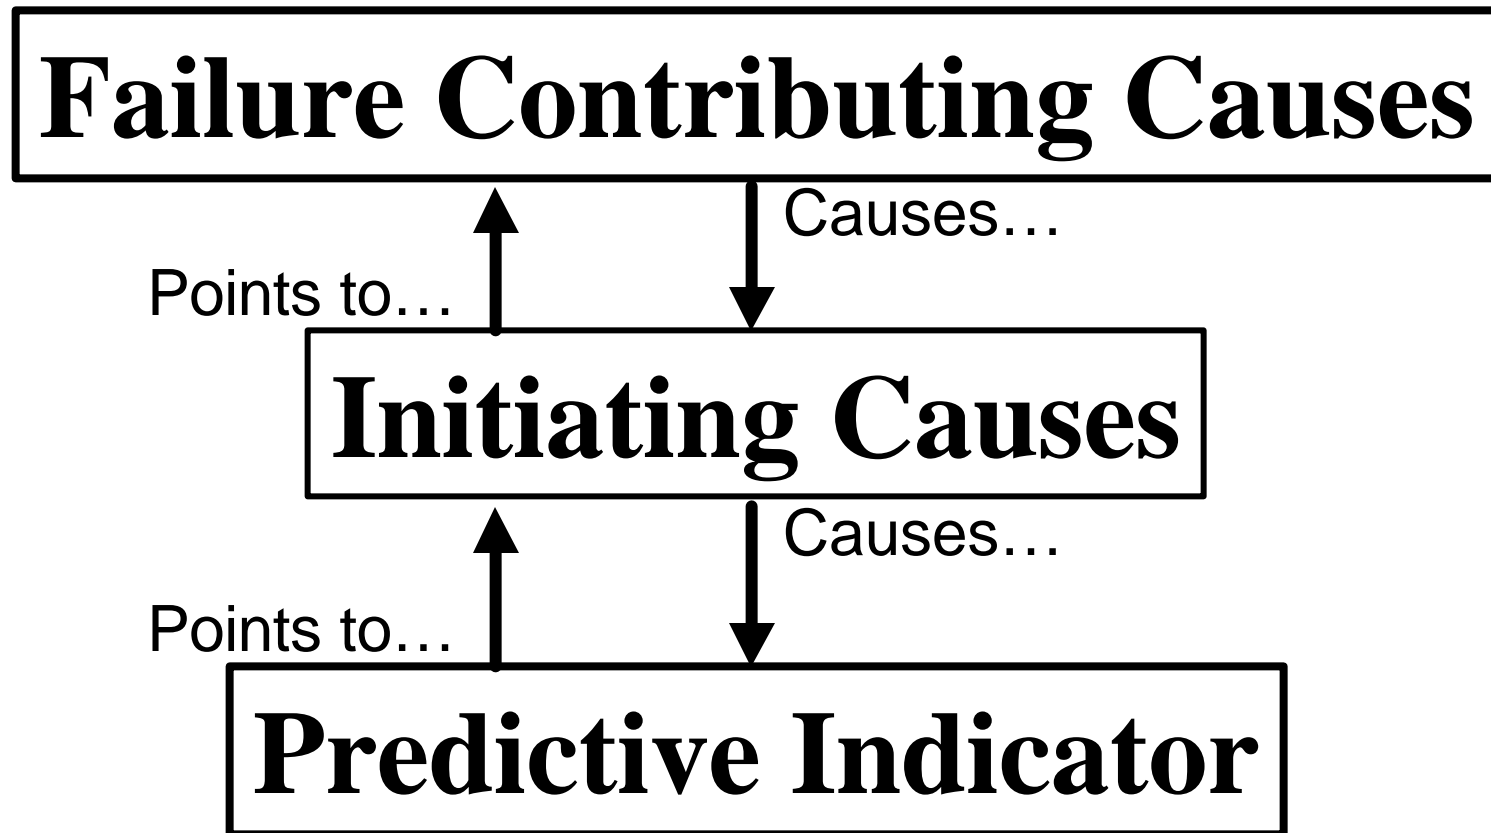 Failure Contributing Causes
Causes…
Points to…
Initiating Causes
Causes…
Points to…
Predictive Indicator